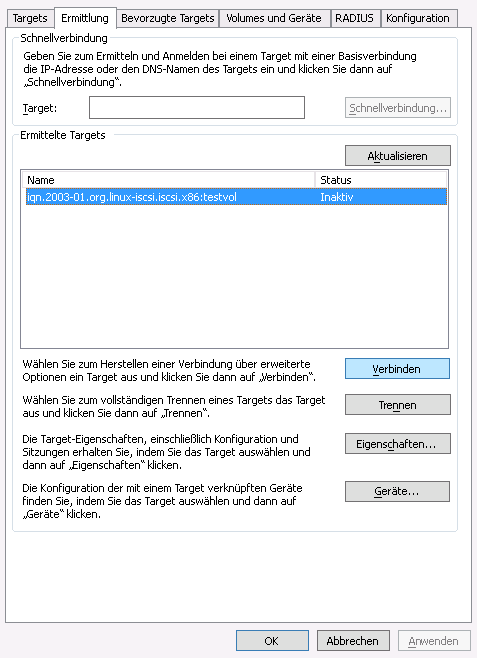 Targets Ermittlung Bevorzugte Targets Volumes und Geräte RADIUS Konfiguration
Schnellverbindung
Geben Sie zum Ermitteln und Anmelden bei einem Target mit einer Basisverbindung
die IP-Adresse oder den DNS-Namen des Targets ein und klicken Sie dann auf
„Schnellverbindung“.
Target: Schnellverbindung...
Ermittelte Targets
Aktualisieren
Name Status
iqn.2003-01.org.linux-iscsi.iscsi.x86:testvol Inaktiv
Wählen Sie zum Herstellen einer Verbindung über erweiterte
Optionen ein Target aus und klicken Sie dann auf „Verbinden“.
Verbinden
Wählen Sie zum vollständigen Trennen eines Targets das Target
aus und klicken Sie dann auf „Trennen“.
Trennen
Die Target-Eigenschaften, einschließlich Konfiguration und
Sitzungen erhalten Sie, indem Sie das Target auswählen und
dann auf „Eigenschaften“ klicken.
Eigenschaften...
Die Konfiguration der mit einem Target verknüpften Geräte
finden Sie, indem Sie das Target auswählen und dann auf
„Geräte“ klicken.
Geräte...
OK Abbrechen Anwenden